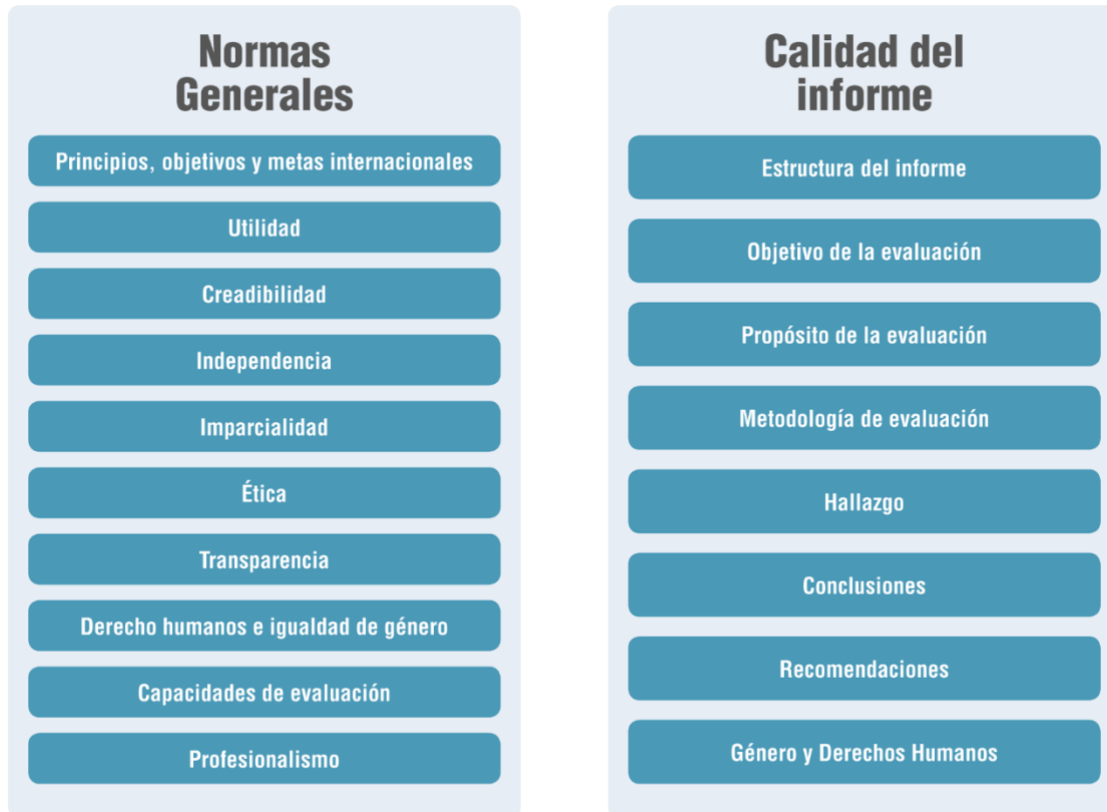 Normas
Generales
Principios, objetivos y metas internacionales
Utilidad
Creadibilidad
Independencia
Imparcialidad
Ética
Transparencia
Derecho humanos e igualdad de género
Capacidades de evaluación
Profesionalismo
Calidad del
informe
Estructura del informe
Objetivo de la evaluación
Propósito de la evaluación
Metodología de evaluación
Hallazgo
Conclusiones
Recomendaciones
Género y Derechos Humanos